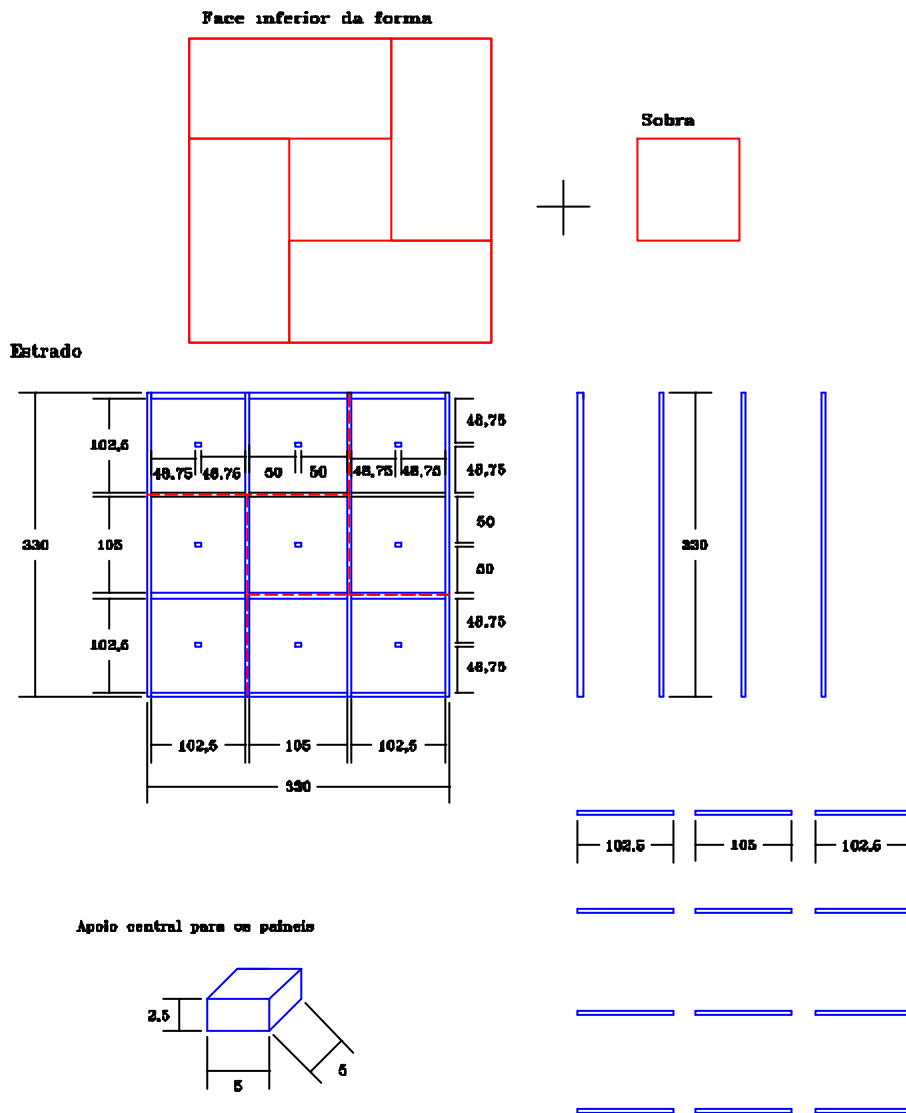 Face inferior da forma
Sobra
Estrado
48,75
102,5
48.75 48.75 50 50 48.75 48.75
48,75
50
330 105 330
50
48.75
102,5
48,75
102,5 105 102,5
330
102.5 105 102.5
Apoio central para os paineis
2.5
5
5